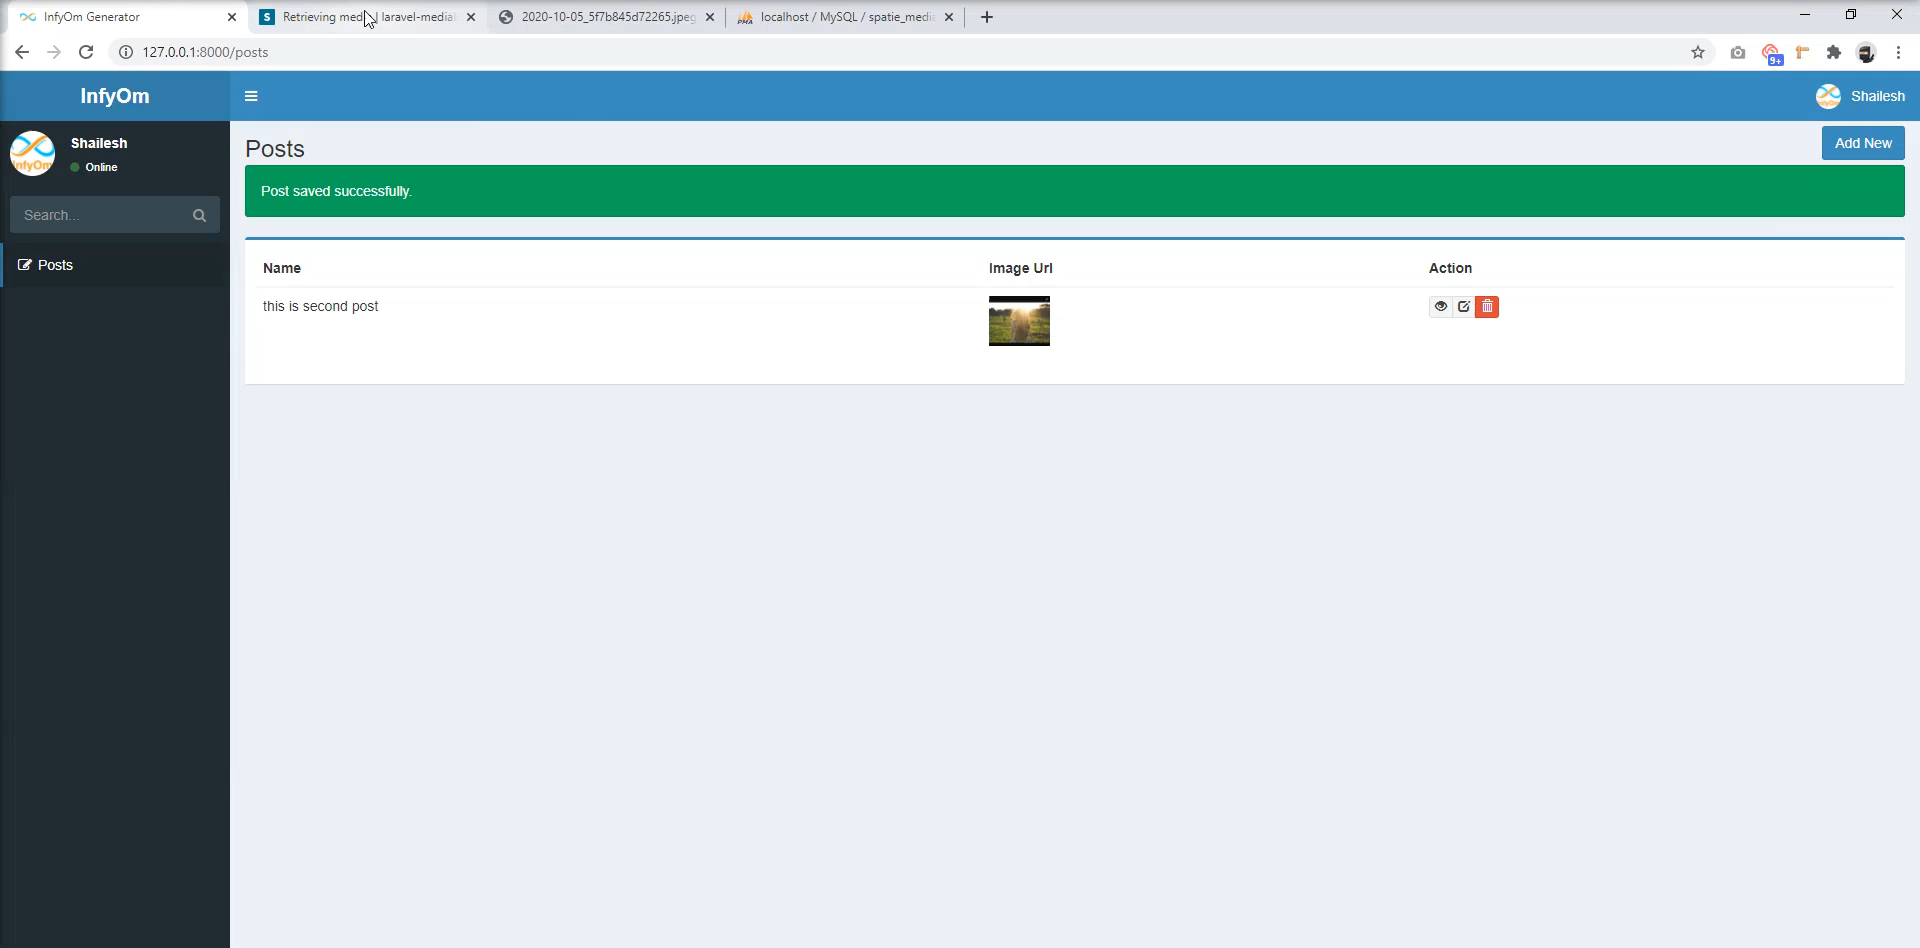 InfyOm Generator
Retrieving med laravel-media
2020-10-05_5f7b845d72265.jpeg
localhost / MySQL / spatie_medi
127.0.0.1:8000/posts
9+
InfyOm
Shailesh
Shailesh
Online
Posts
Add New
Post saved successfully.
Search...
Posts
Name
Image Url
Action
this is second post